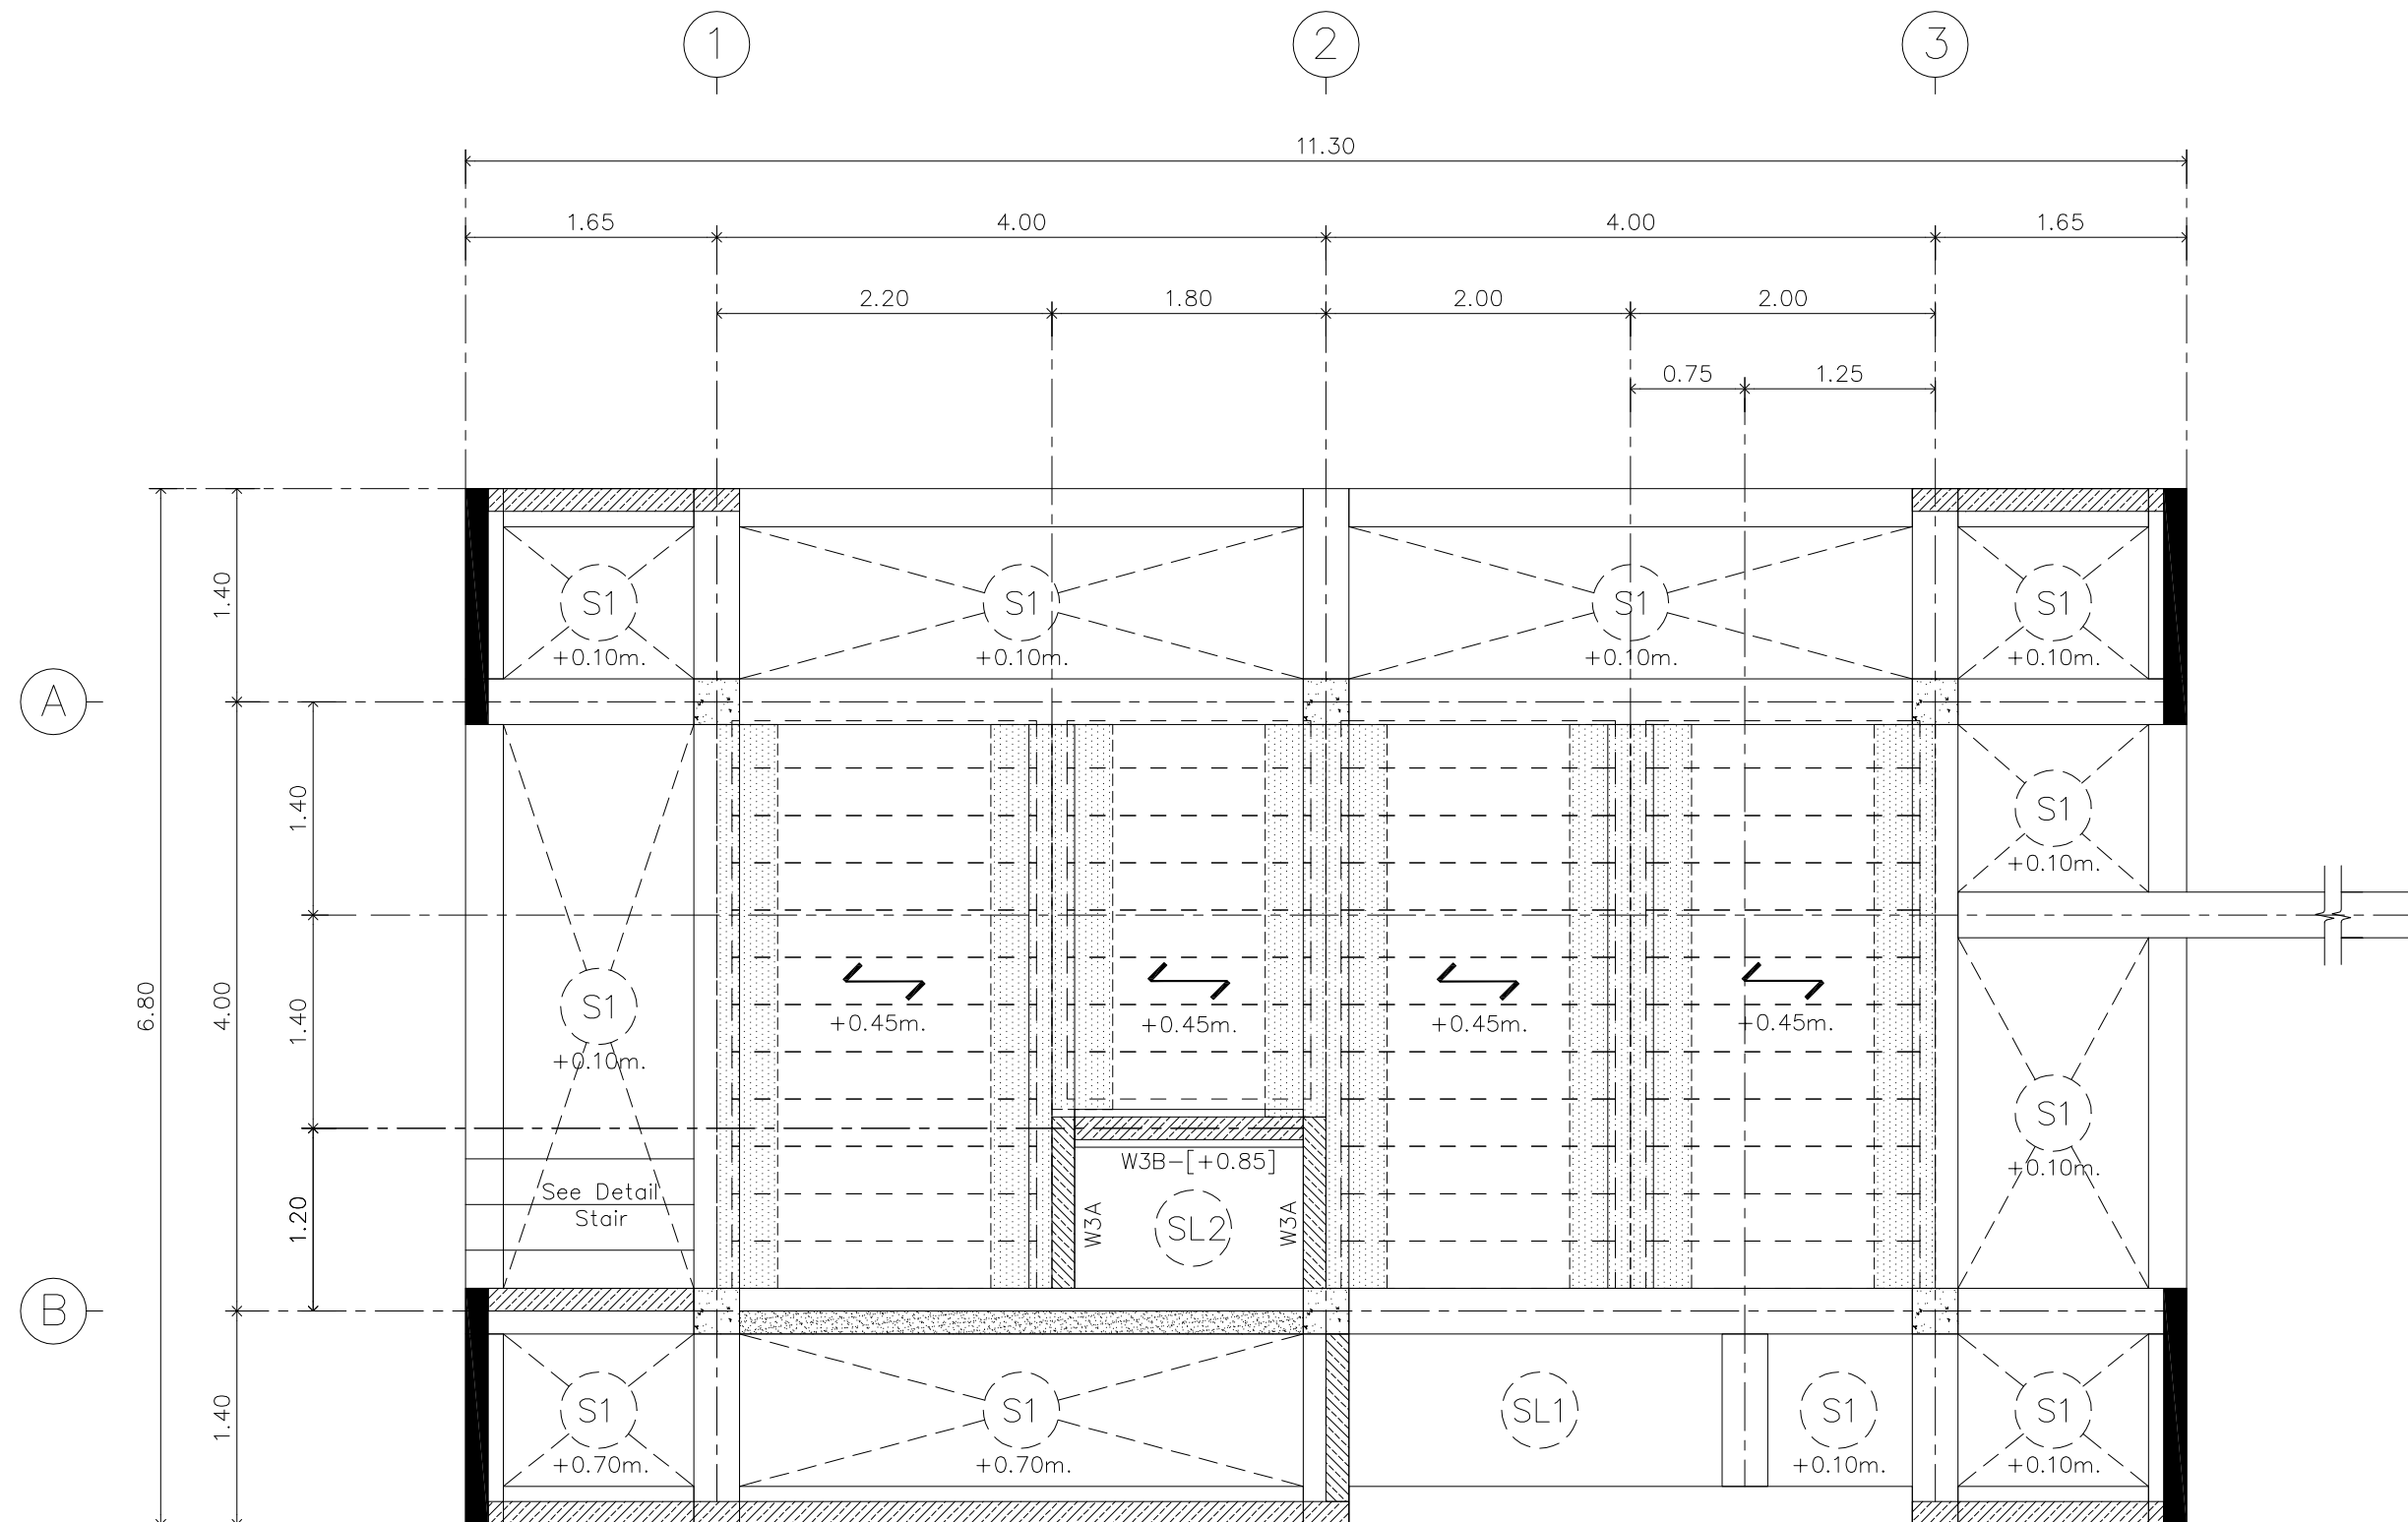 1 2 3
11.30
1.65 4.00 4.00 1.65
2.20 1.80 2.00 2.00
0.75 1.25
1.40
S1 S1 S1 S1
+0.10m. +0.10m. +0.10m. +0.10m.
A
1.40
S1
+0.10m.
6.80 4.00 1.40
S1
+0.10m.
+0.45m. +0.45m. +0.45m. +0.45m.
S1
+0.10m.
W3B-[+0.85]
See Detail
Stair
1.20
W3A SL2 W3A
B
1.40
S1 S1 SL1 S1 S1
+0.70m. +0.70m. +0.10m. +0.10m.